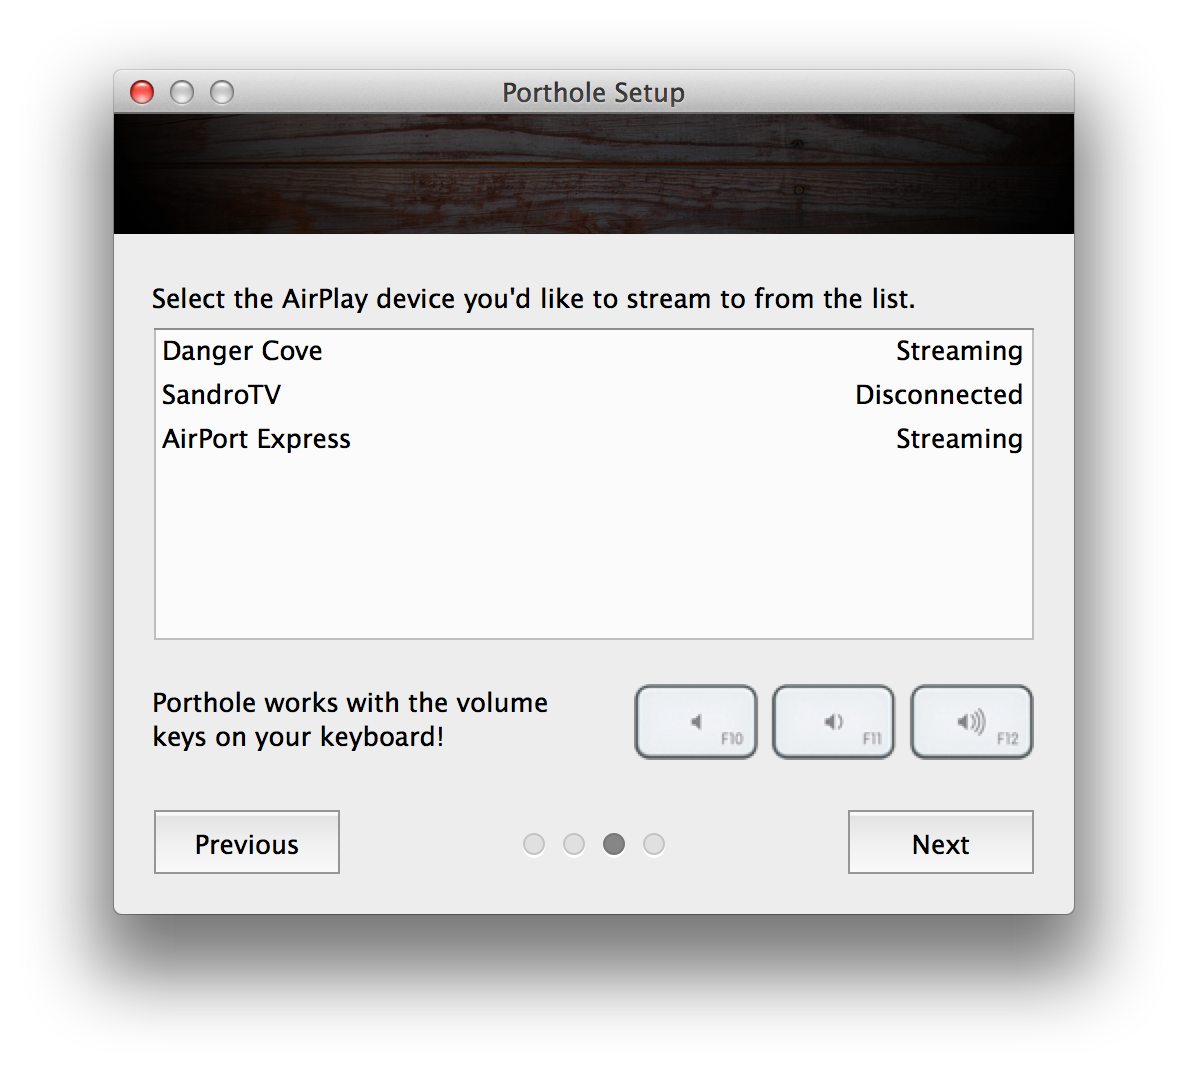 Porthole Setup
Select the AirPlay device you'd like to stream to from the list.
Danger Cove Streaming
SandroTV Disconnected
AirPort Express Streaming
Porthole works with the volume
keys on your keyboard!
F10 F11 F12
Previous Next